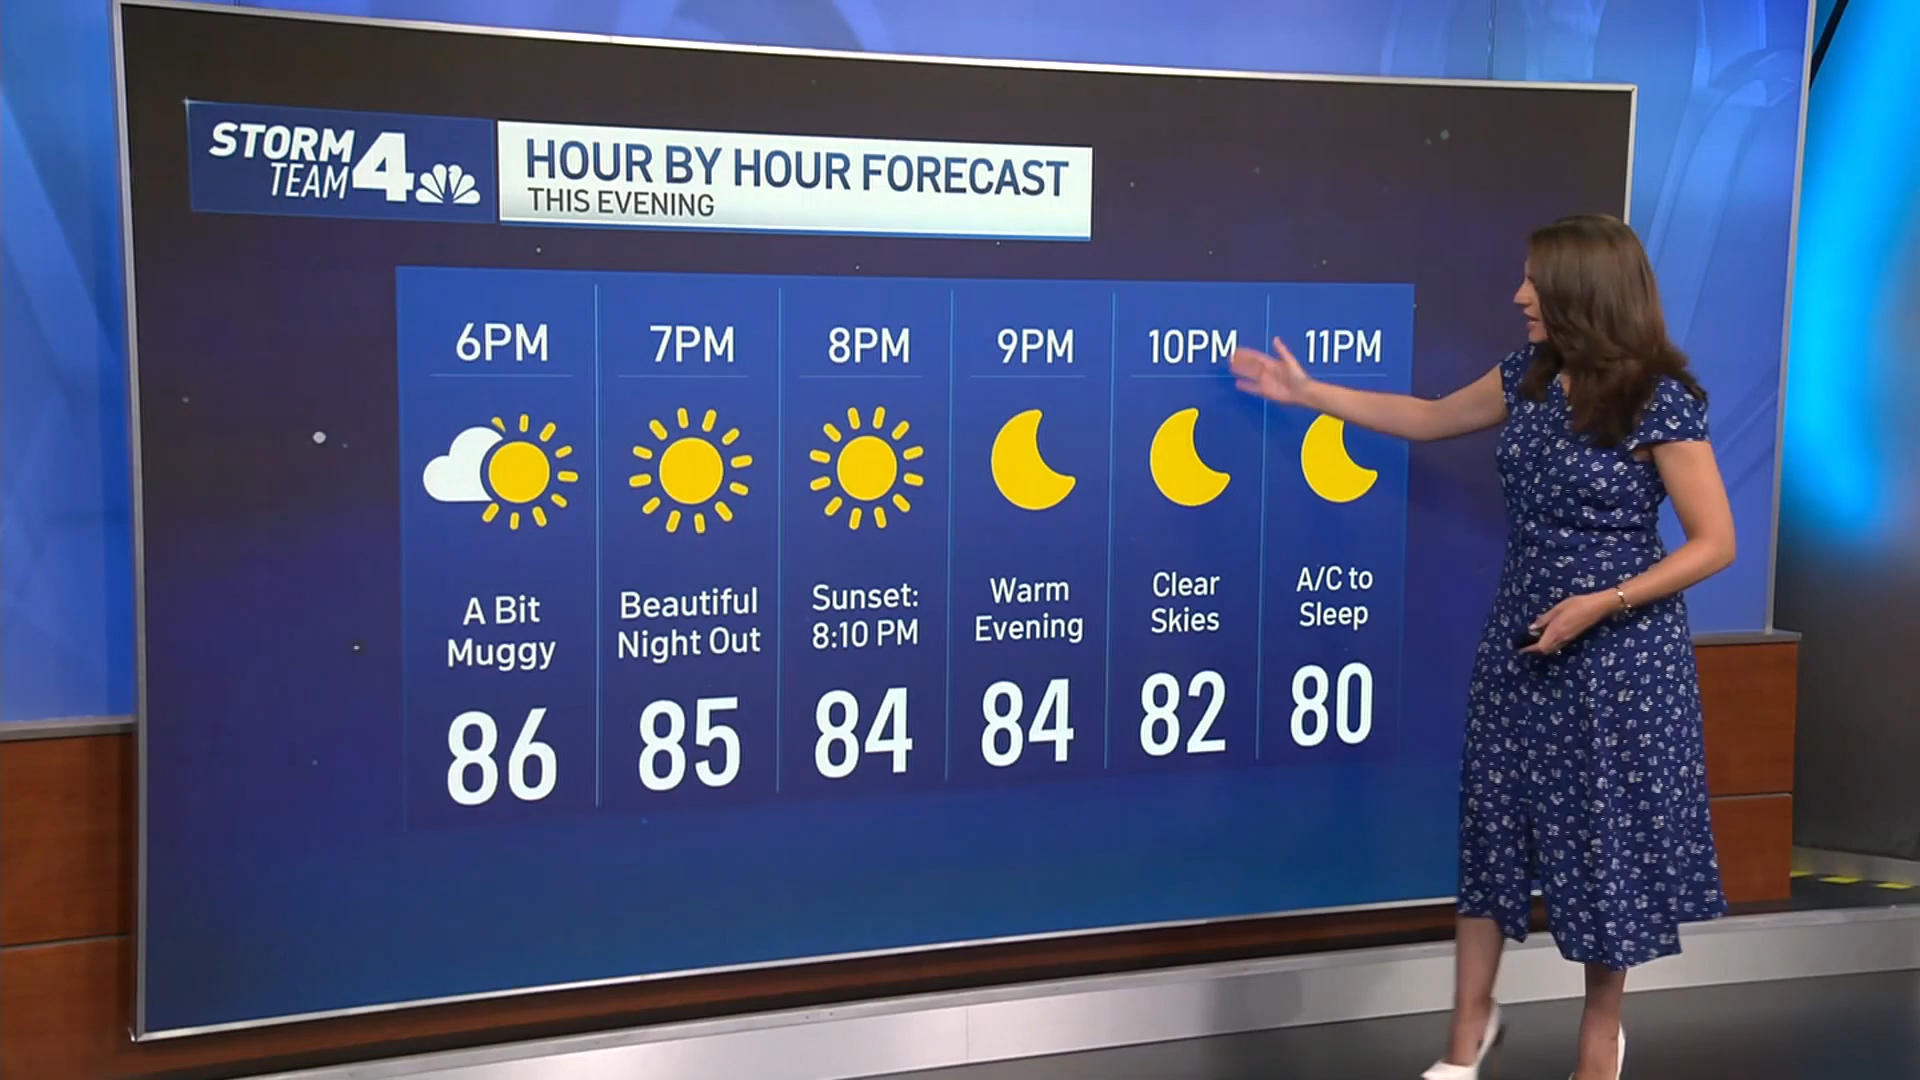 STORM
TEAM 4
HOUR BY HOUR FORECAST
THIS EVENING
6PM
7PM
8PM
9PM
10PM
11PM
A Bit
Muggy
Beautiful
Night Out
Sunset:
8:10 PM
Warm
Evening
Clear
Skies
A/C to
Sleep
86
85
84
84
82
80